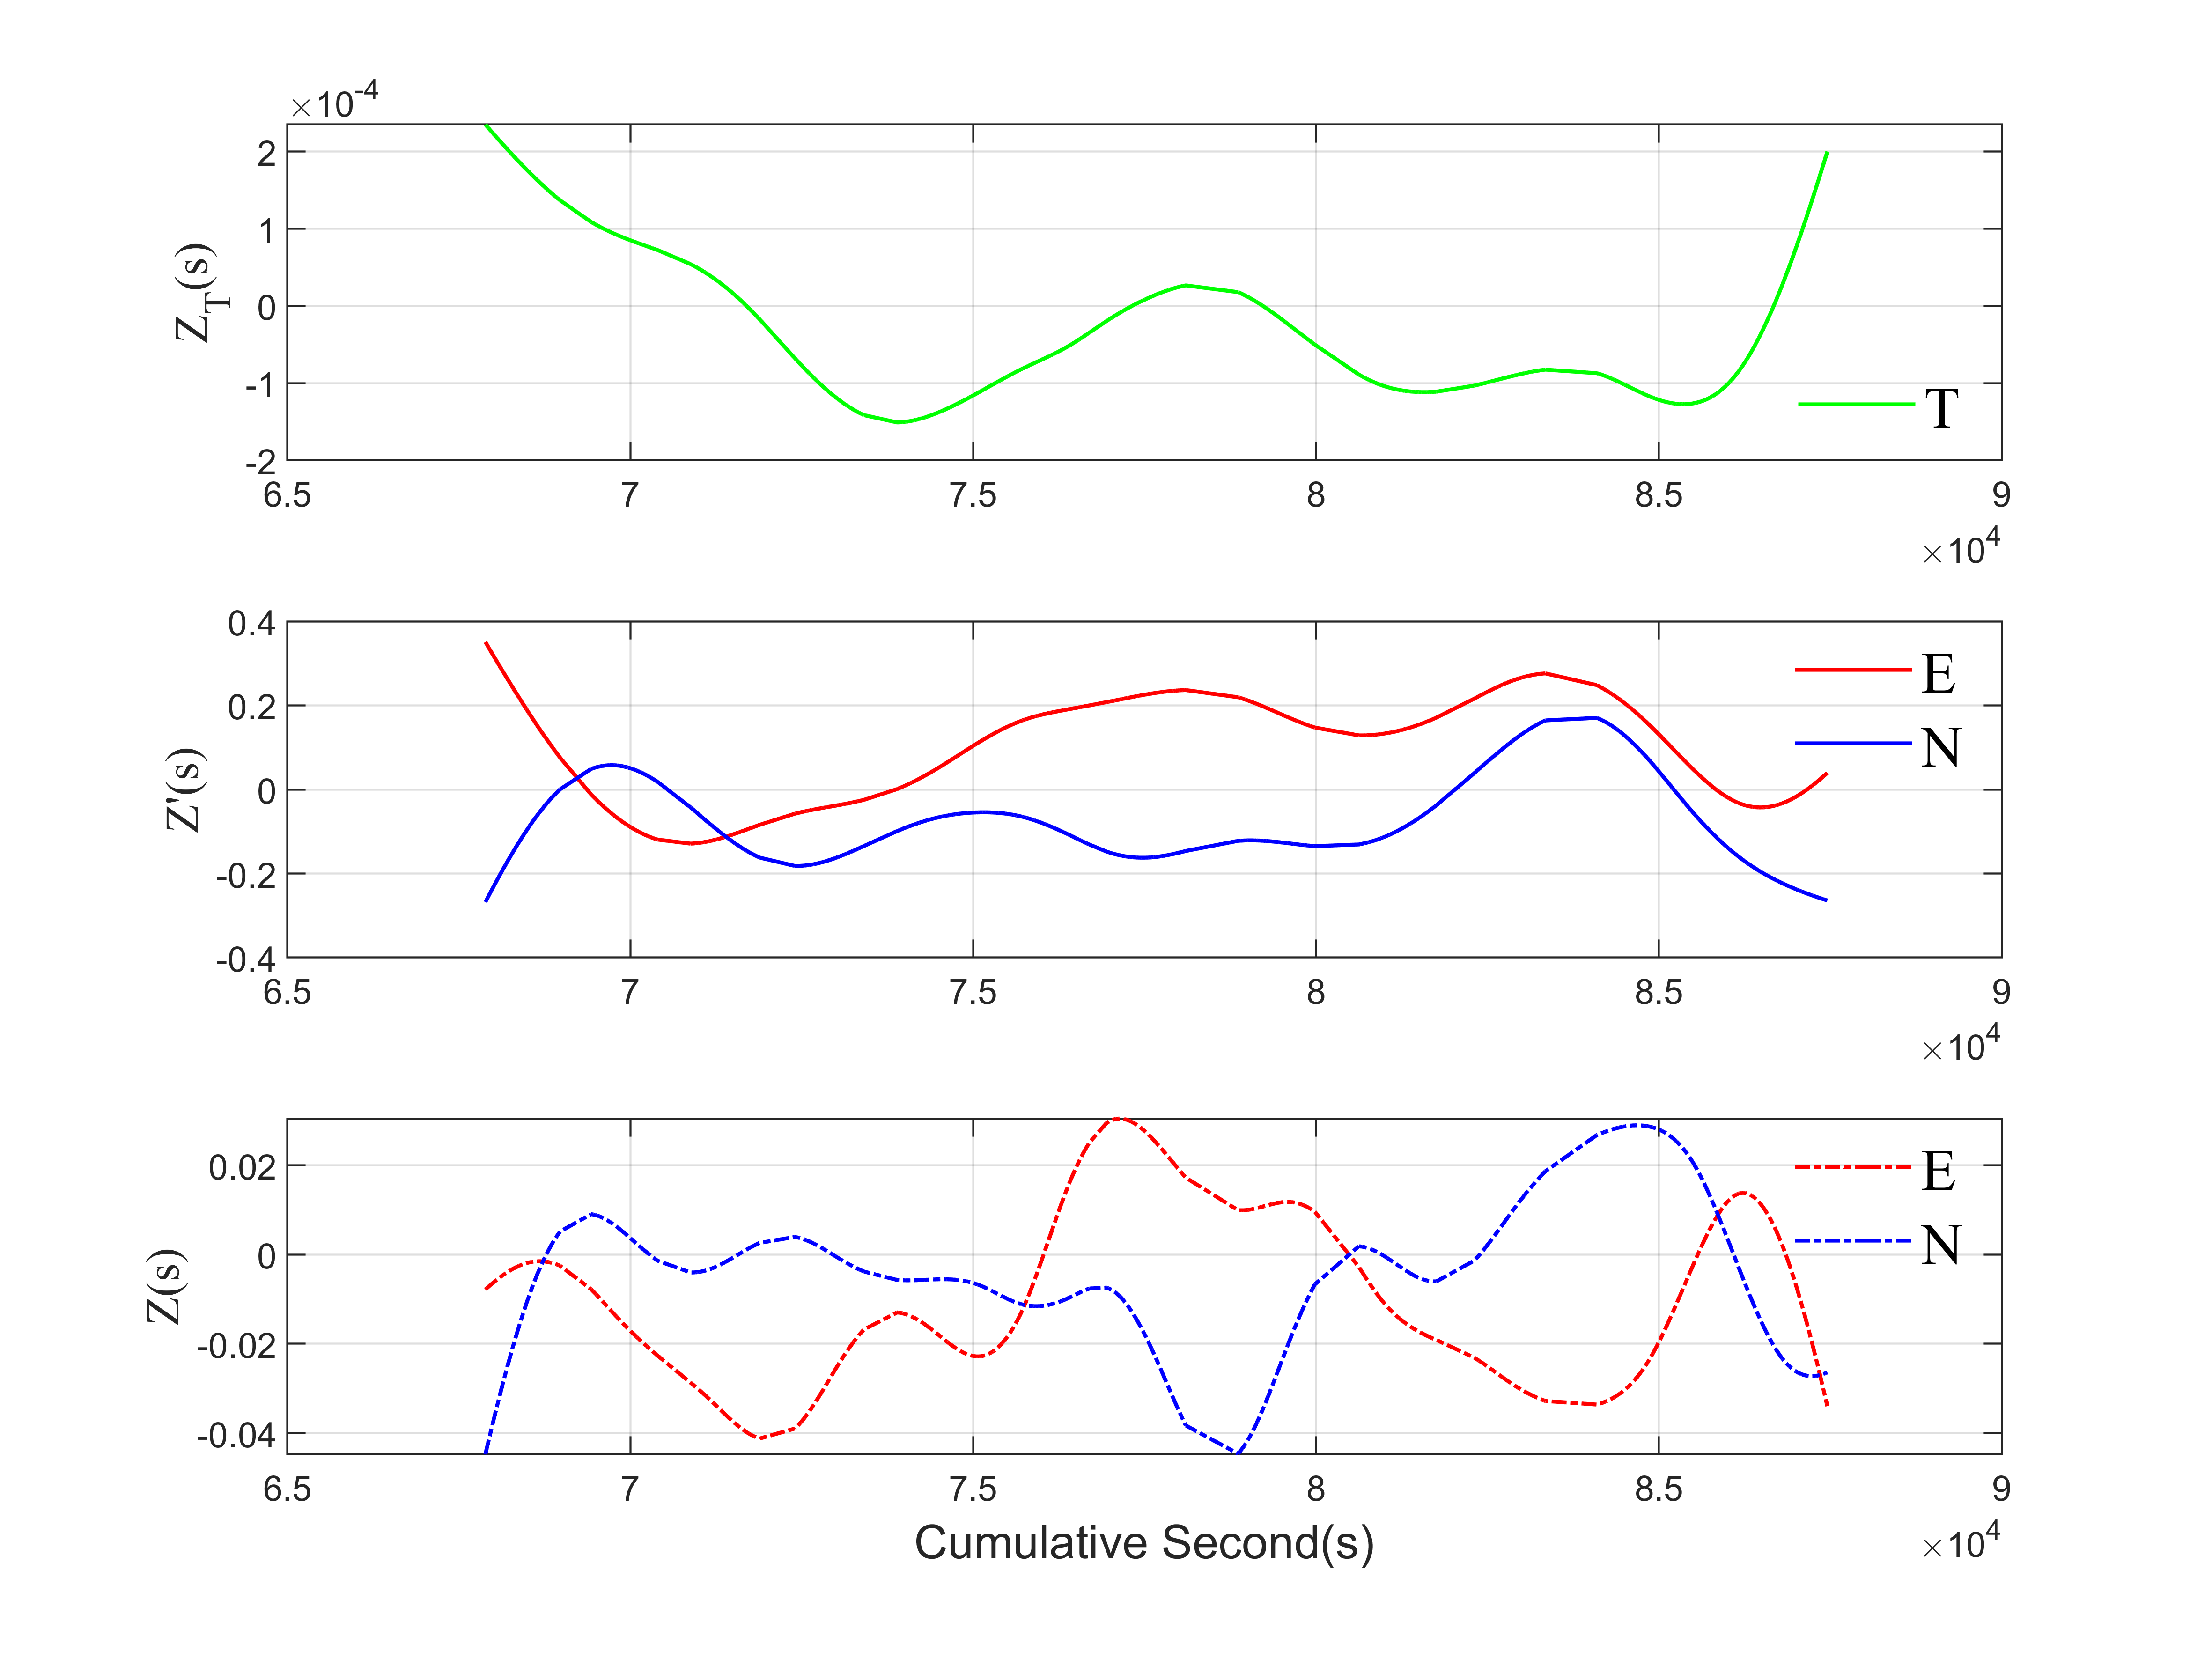 ×10^-4
2
1
0
-1
-2
Z_T(s)
T
6.5 7 7.5 8 8.5 9
×10^4
0.4
0.2
0
-0.2
-0.4
Z'(s)
E
N
6.5 7 7.5 8 8.5 9
×10^4
0.02
0
-0.02
-0.04
Z(s)
E
N
6.5 7 7.5 8 8.5 9
Cumulative Second(s)
×10^4